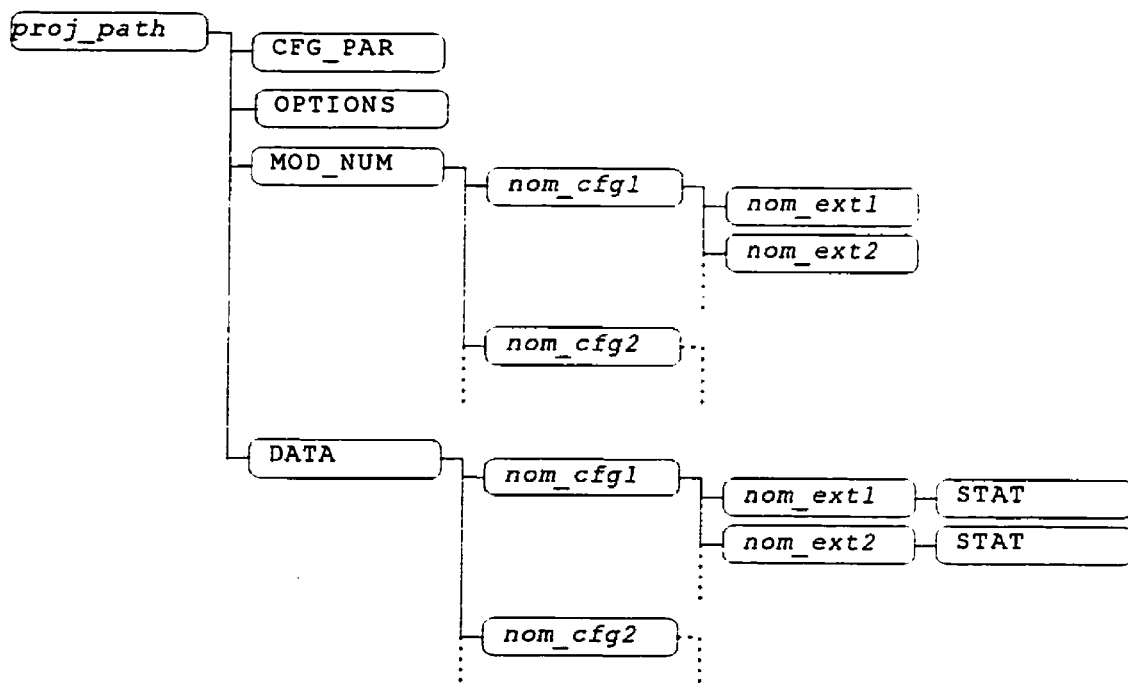 proj_path
CFG_PAR
OPTIONS
MOD_NUM
nom_cfg1
nom_ext1
nom_ext2
nom_cfg2
DATA
nom_cfg1
nom_ext1 STAT
nom_ext2 STAT
nom_cfg2